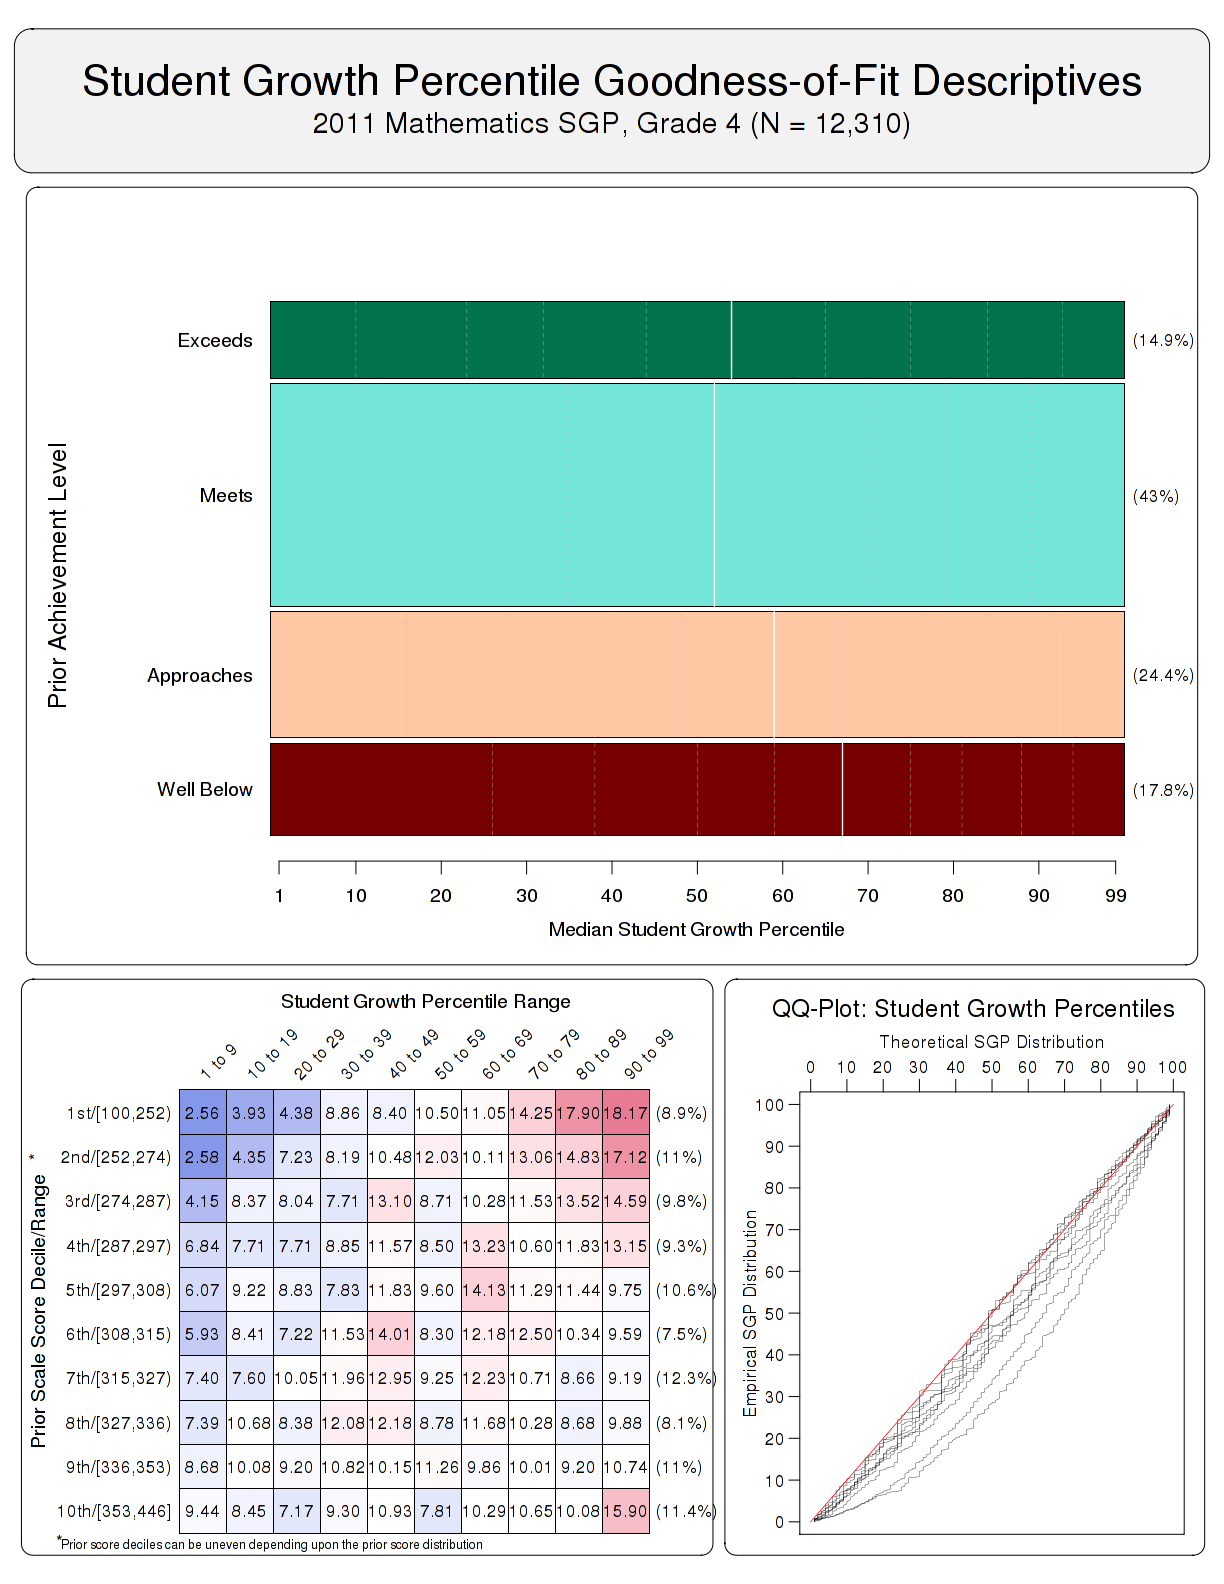 Student Growth Percentile Goodness-of-Fit Descriptives
2011 Mathematics SGP, Grade 4 (N = 12,310)
Prior Achievement Level
Exceeds (14.9%)
Meets (43%)
Approaches (24.4%)
Well Below (17.8%)
1 10 20 30 40 50 60 70 80 90 99
Median Student Growth Percentile
Student Growth Percentile Range
1 to 9 10 to 19 20 to 29 30 to 39 40 to 49 50 to 59 60 to 69 70 to 79 80 to 89 90 to 99
Prior Scale Score Decile/Range *
1st/[100,252) 2.56 3.93 4.38 8.86 8.40 10.50 11.05 14.25 17.90 18.17 (8.9%)
2nd/[252,274) 2.58 4.35 7.23 8.19 10.48 12.03 10.11 13.06 14.83 17.12 (11%)
3rd/[274,287) 4.15 8.37 8.04 7.71 13.10 8.71 10.28 11.53 13.52 14.59 (9.8%)
4th/[287,297) 6.84 7.71 7.71 8.85 11.57 8.50 13.23 10.60 11.83 13.15 (9.3%)
5th/[297,308) 6.07 9.22 8.83 7.83 11.83 9.60 14.13 11.29 11.44 9.75 (10.6%)
6th/[308,315) 5.93 8.41 7.22 11.53 14.01 8.30 12.18 12.50 10.34 9.59 (7.5%)
7th/[315,327) 7.40 7.60 10.05 11.96 12.95 9.25 12.23 10.71 8.66 9.19 (12.3%)
8th/[327,336) 7.39 10.68 8.38 12.08 12.18 8.78 11.68 10.28 8.68 9.88 (8.1%)
9th/[336,353) 8.68 10.08 9.20 10.82 10.15 11.26 9.86 10.01 9.20 10.74 (11%)
10th/[353,446] 9.44 8.45 7.17 9.30 10.93 7.81 10.29 10.65 10.08 15.90 (11.4%)
*Prior score deciles can be uneven depending upon the prior score distribution
QQ-Plot: Student Growth Percentiles
Theoretical SGP Distribution
0 10 20 30 40 50 60 70 80 90 100
Empirical SGP Distribution
100
90
80
70
60
50
40
30
20
10
0